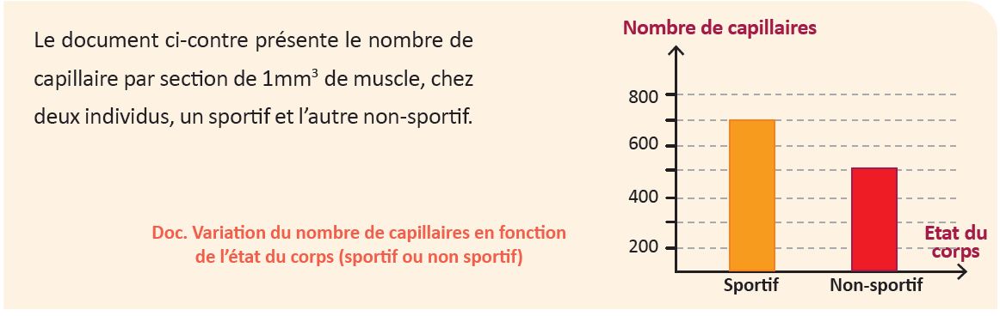 Le document ci-contre présente le nombre de
capillaire par section de 1mm³ de muscle, chez
deux individus, un sportif et l’autre non-sportif.
Doc. Variation du nombre de capillaires en fonction
de l’état du corps (sportif ou non sportif)
Nombre de capillaires
800
600
400
200
Etat du
corps
Sportif
Non-sportif